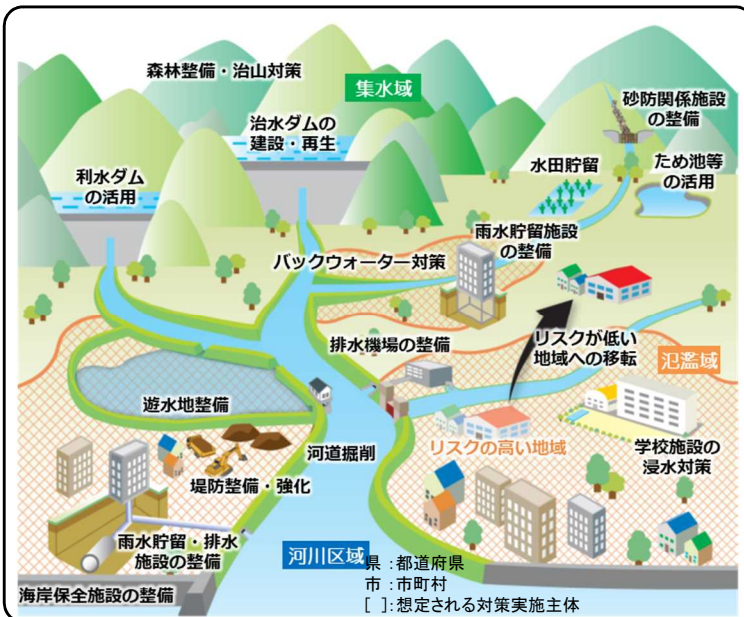 森林整備・治山対策
集水域
砂防関係施設
の整備
治水ダムの
建設・再生
水田貯留
ため池等
の活用
利水ダム
の活用
雨水貯留施設
の整備
バックウォーター対策
排水機場の整備
リスクが低い
地域への移転
氾濫域
遊水地整備
リスクの高い地域
学校施設の
浸水対策
河道掘削
堤防整備・強化
雨水貯留・排水
施設の整備
河川区域
海岸保全施設の整備
県：都道府県
市：市町村
[ ]：想定される対策実施主体